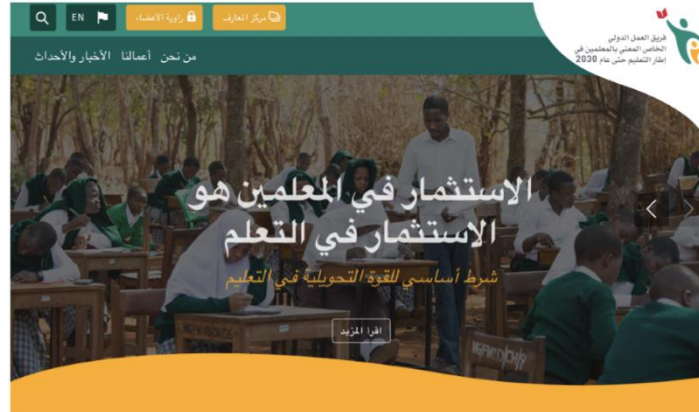 فريق العمل الدولي
الخاص المعني بالمعلمين في
إطار التعليم حتى عام 2030
مركز المعارف
زاوية الأعضاء
EN
من نحن أعمالنا الأخبار والأحداث
الاستثمار في المعلمين هو
الاستثمار في التعلم
شرط أساسي للقوة التحويلية في التعليم
اقرا المزيد